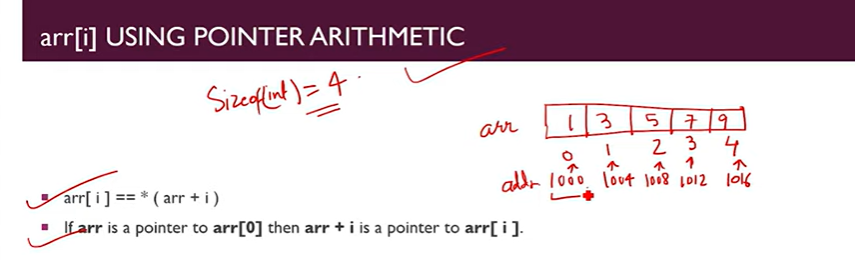 arr[i] USING POINTER ARITHMETIC
Sizeof(int) = 4
arr 1 3 5 7 9
0 1 2 3 4
addr 1000 1004 1008 1012 1016
arr[ i ] == * ( arr + i )
If arr is a pointer to arr[0] then arr + i is a pointer to arr[ i ].